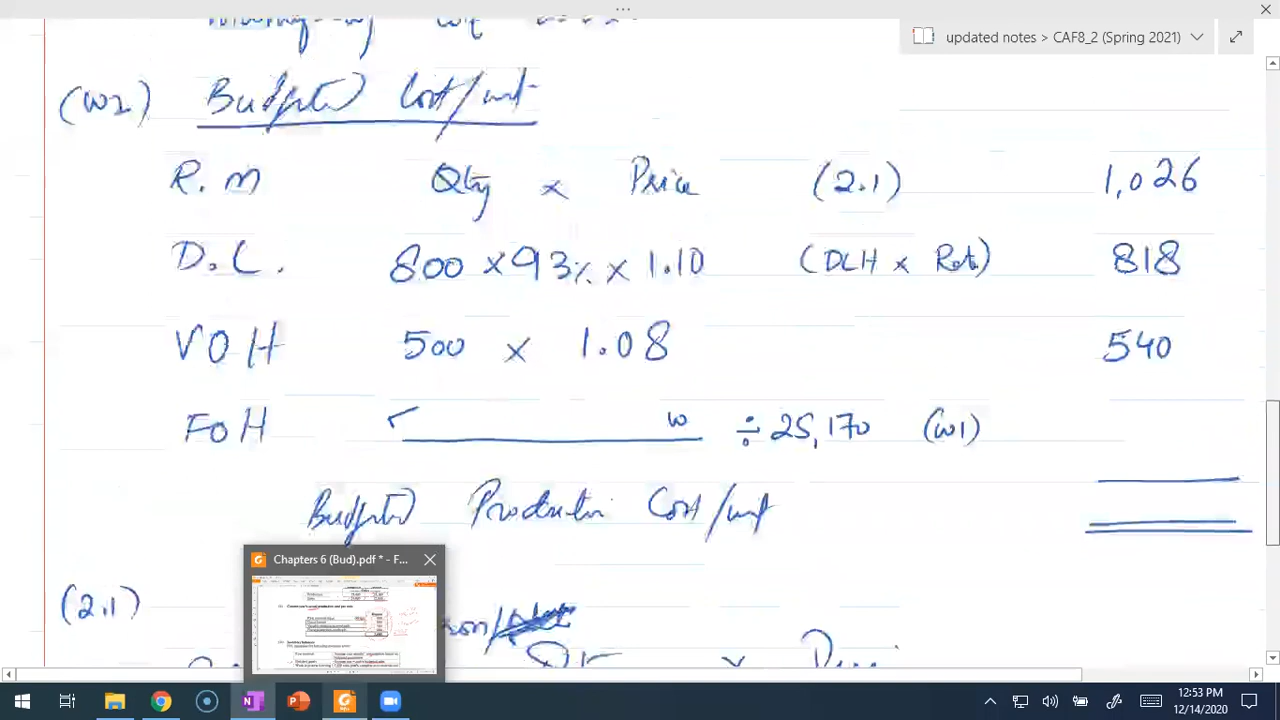 updated notes > CAF8_2 (Spring 2021)
(W2) Budgeted Cost/unit
R.M Qty x Price (2.1) 1,026
D.L. 800 x 93% x 1.10 (DLH x Rate) 818
VOH 500 x 1.08 540
FOH ÷ 25,170 (W1)
Budgeted Production Cost/unit
Chapters 6 (Bud).pdf * - F...
(2.1)
12:53 PM
12/14/2020